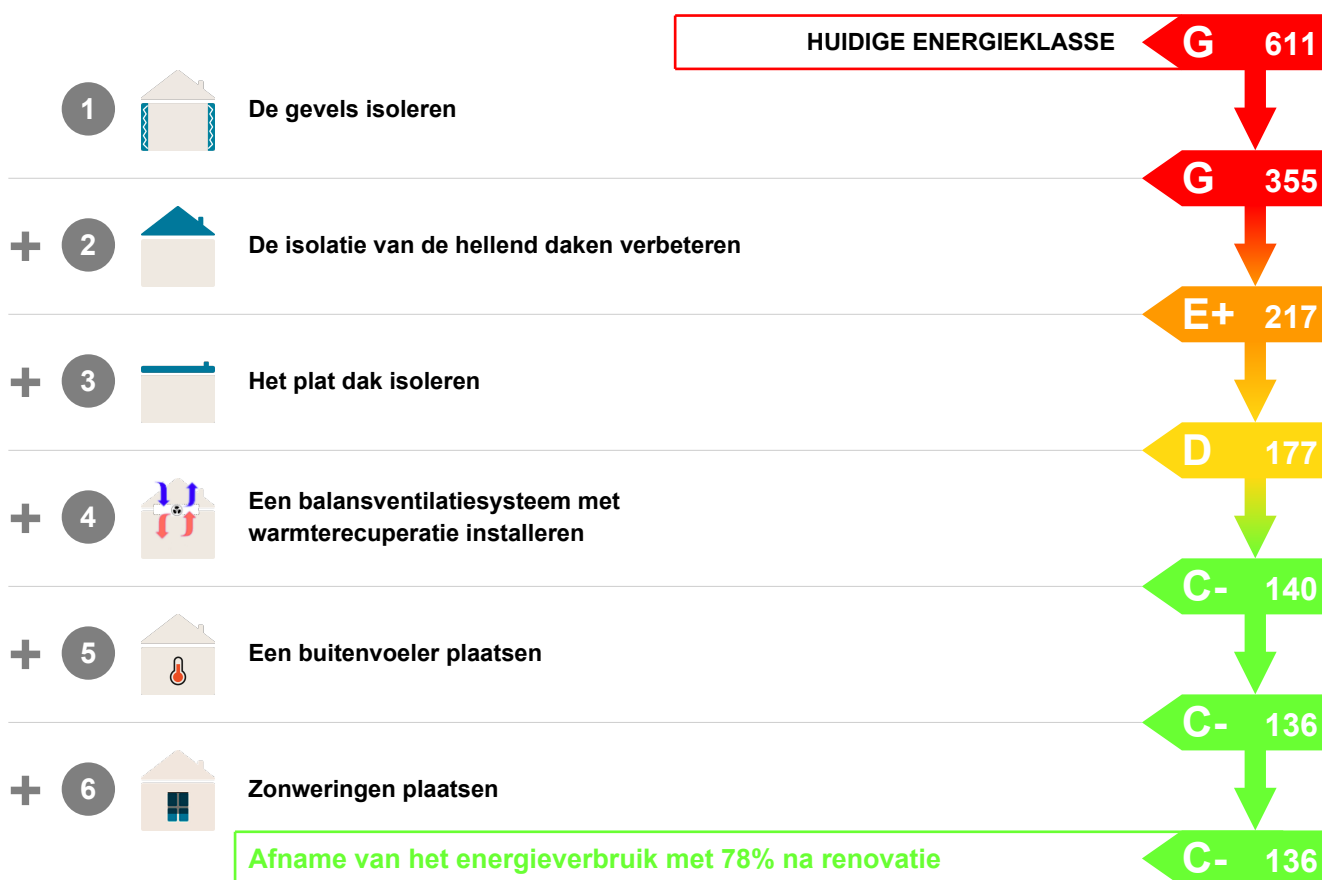 HUIDIGE ENERGIEKLASSE G 611
1 De gevels isoleren
G 355
+ 2 De isolatie van de hellend daken verbeteren
E+ 217
+ 3 Het plat dak isoleren
D 177
+ 4 Een balansventilatiesysteem met
warmterecuperatie installeren
C- 140
+ 5 Een buitenvoeler plaatsen
C- 136
+ 6 Zonweringen plaatsen
Afname van het energieverbruik met 78% na renovatie C- 136